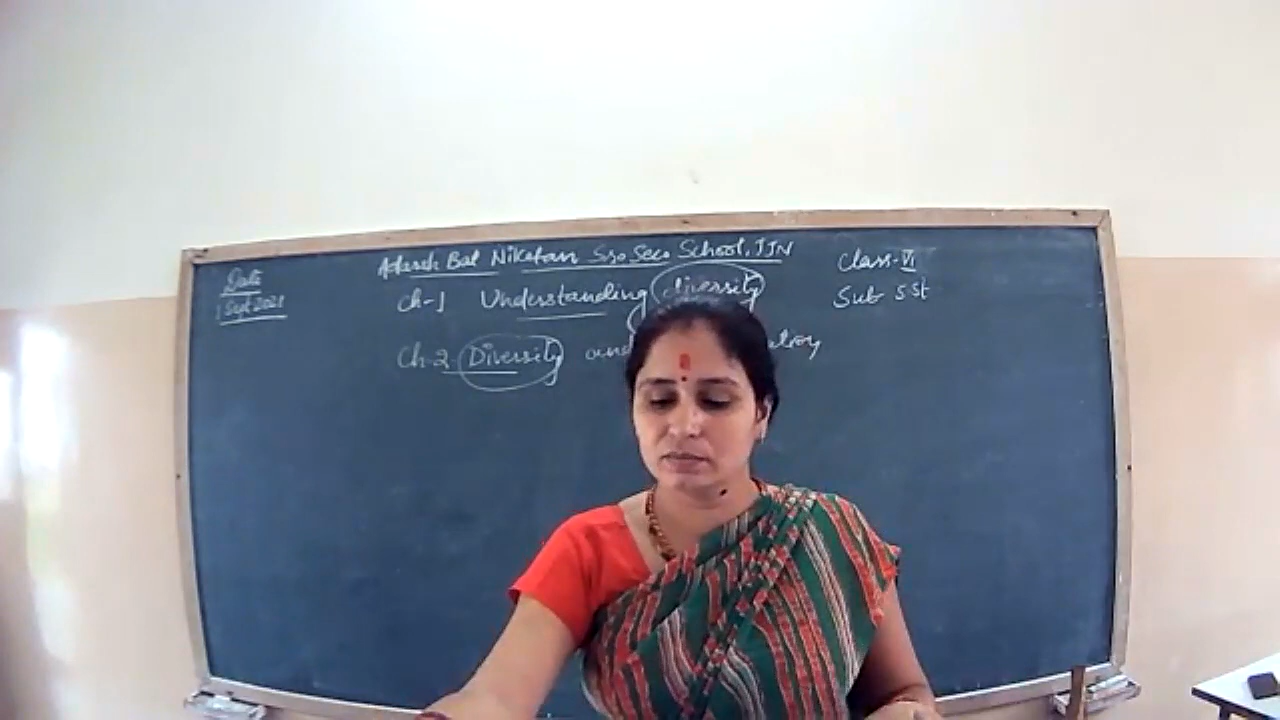 Date
1 Sept 2021
Adarsh Bal Niketan Sr. Sec. School, JJN
Class-VI
Ch-1 Understanding diversity
Sub SSt
Ch-2 Diversity and